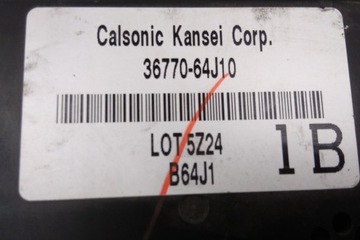 Calsonic Kansei Corp.
36770-64J10
LOT 5Z24
B64J1
1B